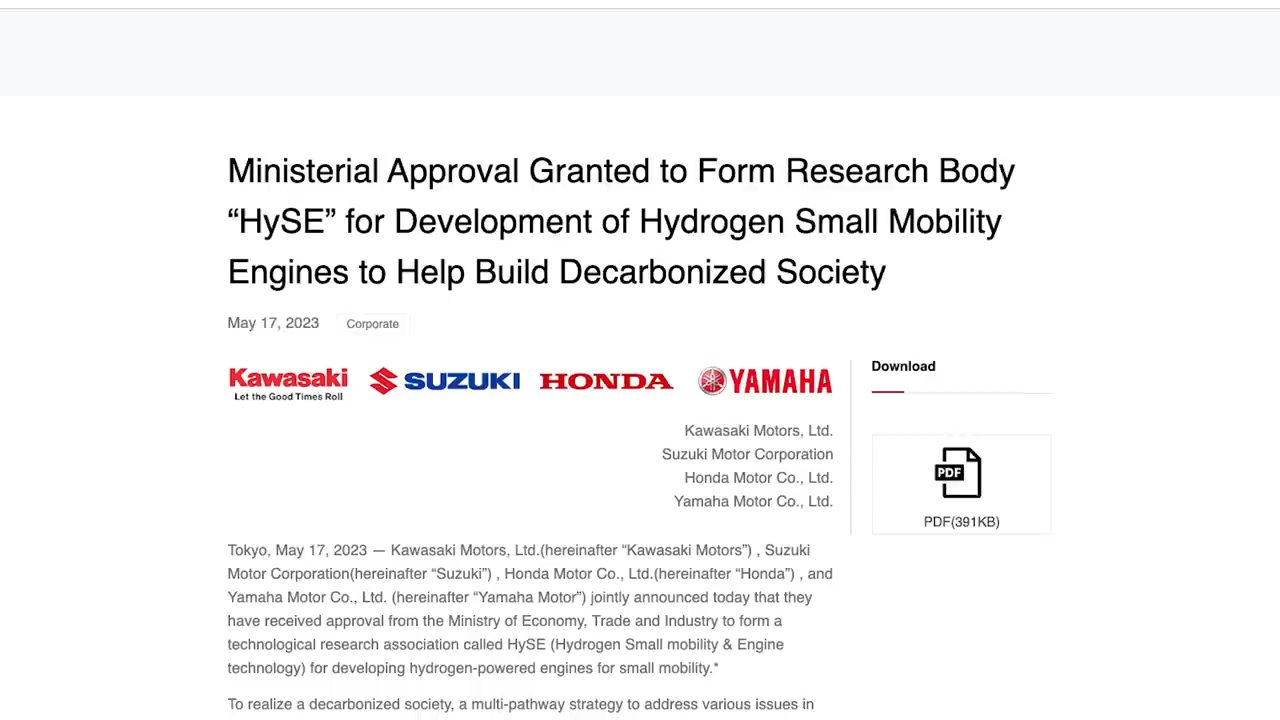 Ministerial Approval Granted to Form Research Body
“HySE” for Development of Hydrogen Small Mobility
Engines to Help Build Decarbonized Society
May 17, 2023 Corporate
Kawasaki
Let the Good Times Roll
SUZUKI
HONDA
YAMAHA
Kawasaki Motors, Ltd.
Suzuki Motor Corporation
Honda Motor Co., Ltd.
Yamaha Motor Co., Ltd.
Tokyo, May 17, 2023 — Kawasaki Motors, Ltd.(hereinafter “Kawasaki Motors”) , Suzuki
Motor Corporation(hereinafter “Suzuki”) , Honda Motor Co., Ltd.(hereinafter “Honda”) , and
Yamaha Motor Co., Ltd. (hereinafter “Yamaha Motor”) jointly announced today that they
have received approval from the Ministry of Economy, Trade and Industry to form a
technological research association called HySE (Hydrogen Small mobility & Engine
technology) for developing hydrogen-powered engines for small mobility.*
To realize a decarbonized society, a multi-pathway strategy to address various issues in
Download
PDF
PDF(391KB)